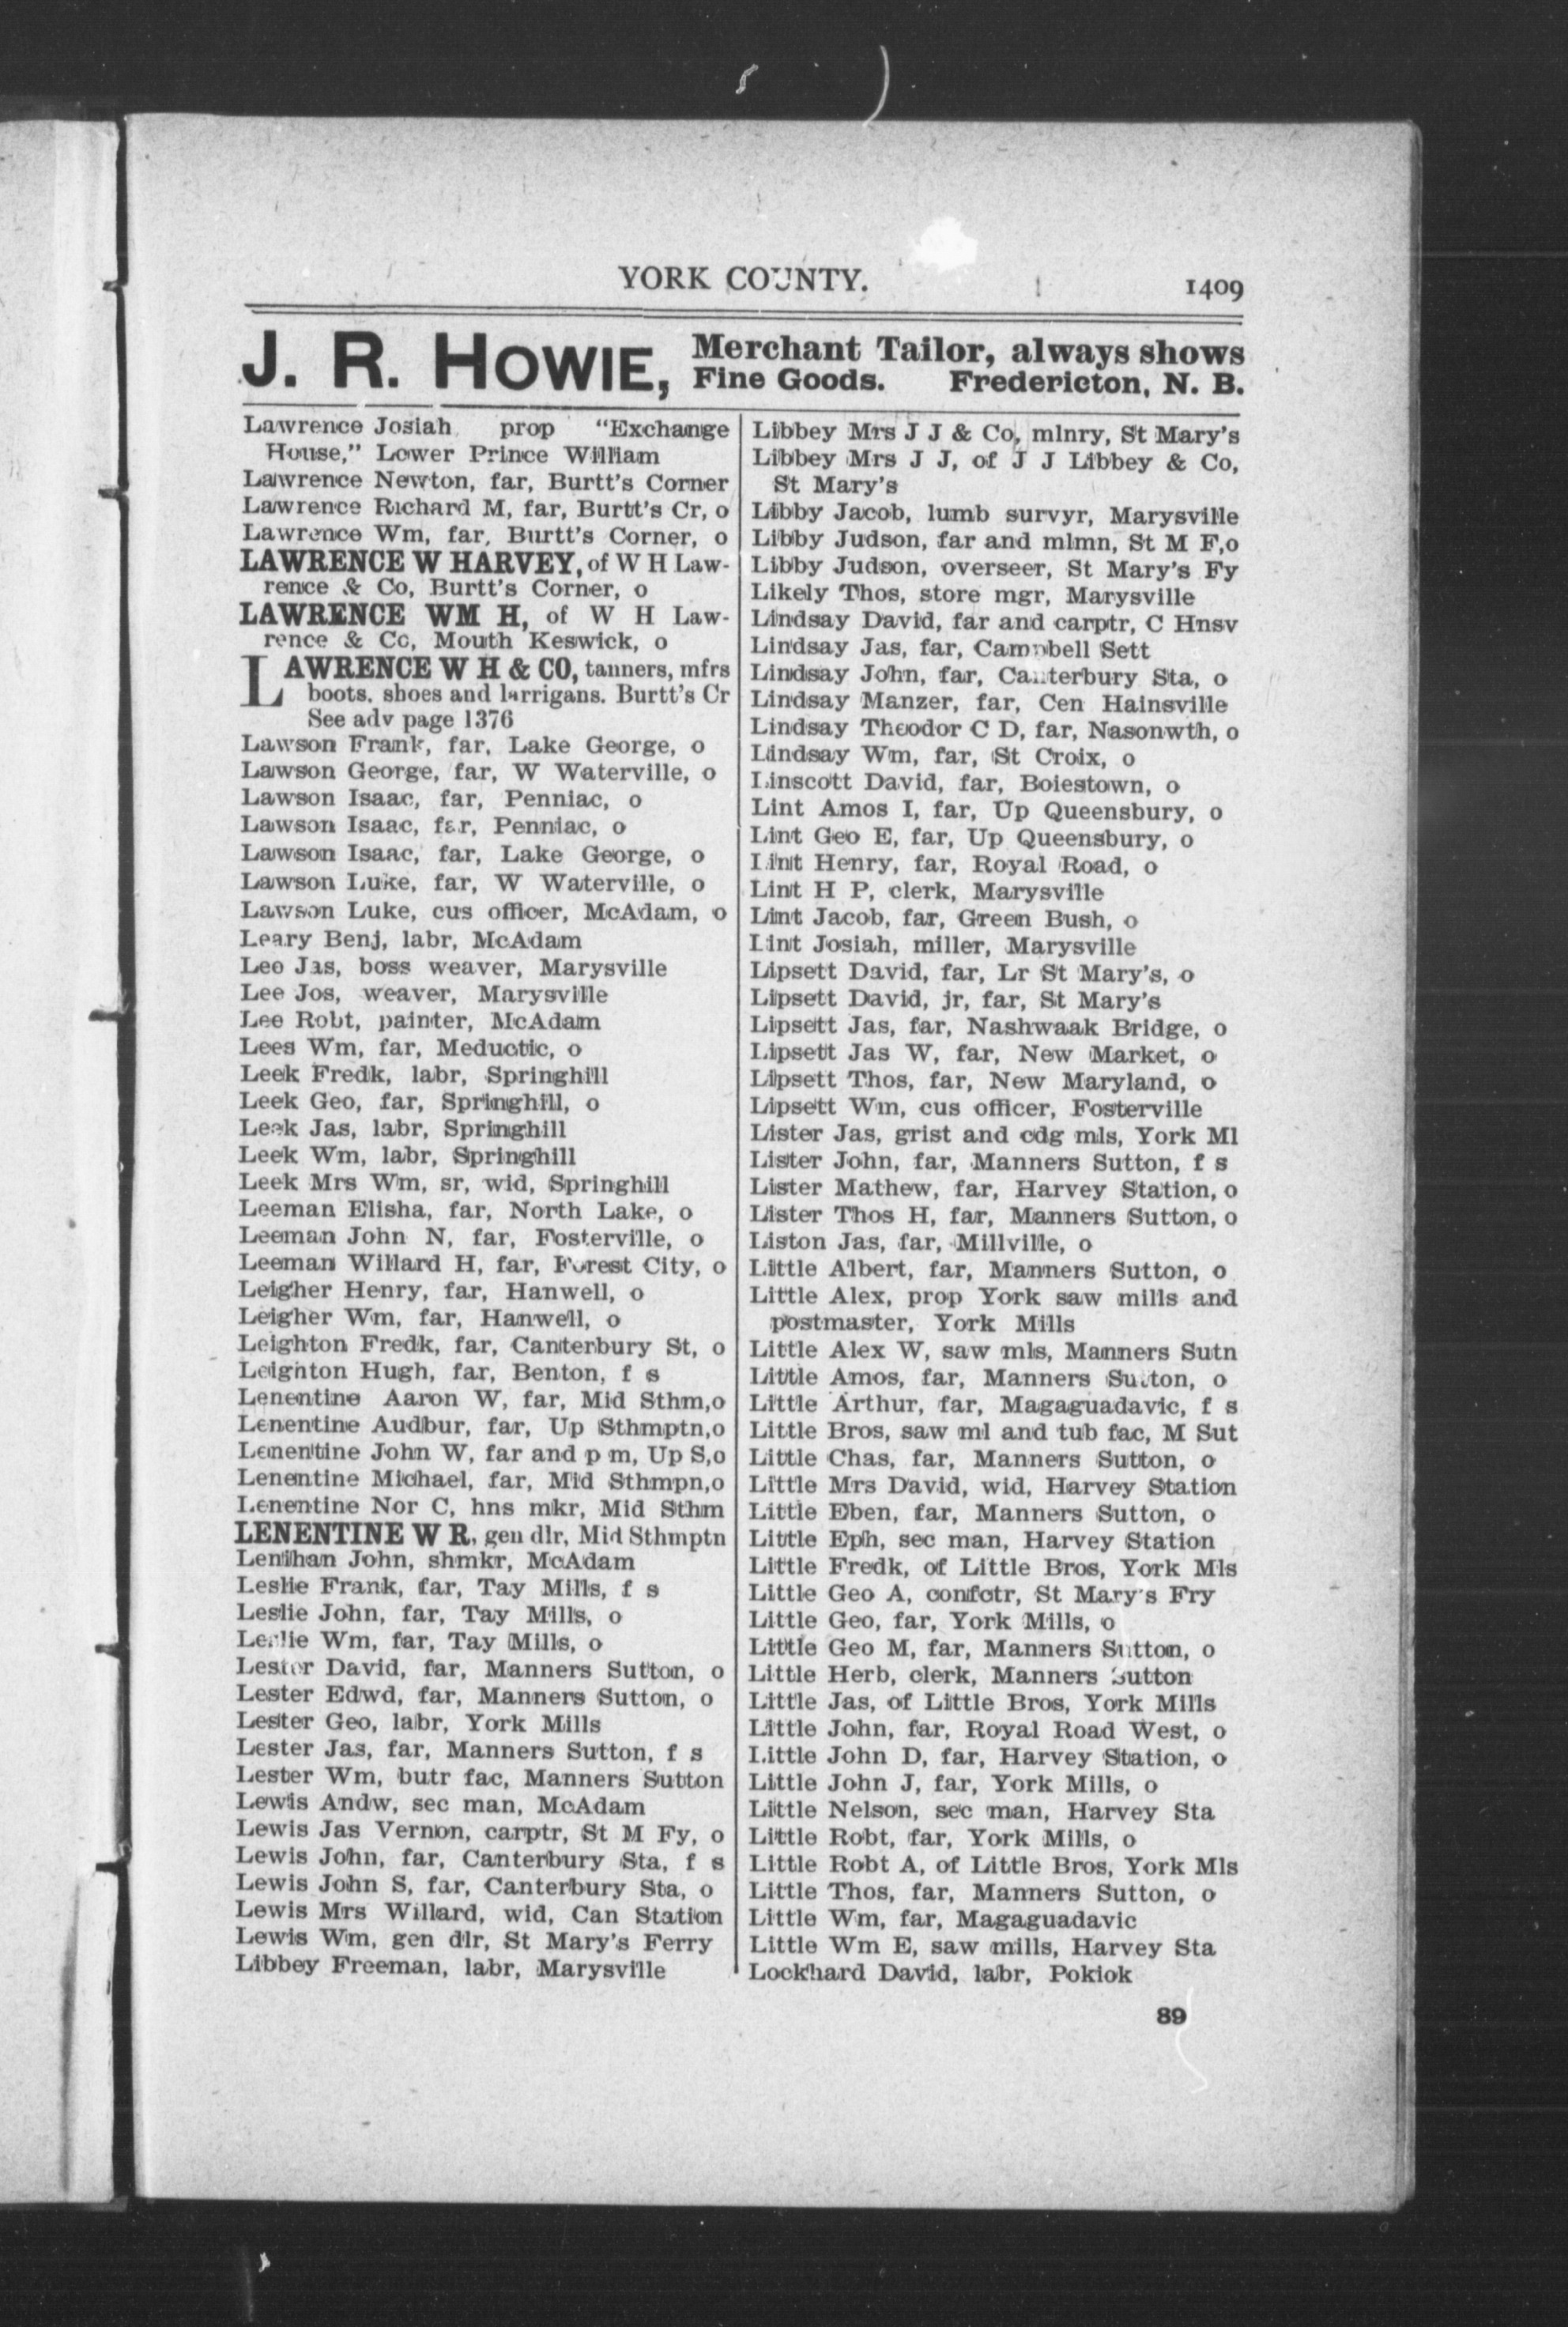 YORK COUNTY.
1409
J. R. HOWIE, Merchant Tailor, always shows
Fine Goods. Fredericton, N. B.
Lawrence Josiah prop "Exchange
House," Lower Prince William
Lawrence Newton, far, Burtt's Corner
Lawrence Richard M, far, Burtt's Cr, o
Lawrence Wm, far, Burtt's Corner, o
LAWRENCE W HARVEY, of W H Law-
rence & Co, Burtt's Corner, o
LAWRENCE WM H, of W H Law-
rence & Co, Mouth Keswick, o
LAWRENCE W H & CO, tanners, mfrs
boots, shoes and larrigans. Burtt's Cr
See adv page 1376
Lawson Frank, far, Lake George, o
Lawson George, far, W Waterville, o
Lawson Isaac, far, Penniac, o
Lawson Isaac, far, Penniac, o
Lawson Isaac, far, Lake George, o
Lawson Luke, far, W Waterville, o
Lawson Luke, cus officer, McAdam, o
Leary Benj, labr, McAdam
Leo Jas, boss weaver, Marysville
Lee Jos, weaver, Marysville
Lee Robt, painter, McAdam
Lees Wm, far, Meductic, o
Leek Fredk, labr, Springhill
Leek Geo, far, Springhill, o
Leek Jas, labr, Springhill
Leek Wm, labr, Springhill
Leek Mrs Wm, sr, wid, Springhill
Leeman Elisha, far, North Lake, o
Leeman John N, far, Fosterville, o
Leeman Willard H, far, Forest City, o
Leigher Henry, far, Hanwell, o
Leigher Wm, far, Hanwell, o
Leighton Fredk, far, Canterbury St, o
Leighton Hugh, far, Benton, f s
Lenentine Aaron W, far, Mid Sthm,o
Lenentine Audbur, far, Up Sthmptn,o
Lenentine John W, far and p m, Up S,o
Lenentine Michael, far, Mid Sthmpn,o
Lenentine Nor C, hns mkr, Mid Sthm
LENENTINE W R, gen dlr, Mid Sthmptn
Lenihan John, shmkr, McAdam
Leslie Frank, far, Tay Mills, f s
Leslie John, far, Tay Mills, o
Leslie Wm, far, Tay Mills, o
Lester David, far, Manners Sutton, o
Lester Edwd, far, Manners Sutton, o
Lester Geo, labr, York Mills
Lester Jas, far, Manners Sutton, f s
Lester Wm, butr fac, Manners Sutton
Lewis Andw, sec man, McAdam
Lewis Jas Vernon, carptr, St M Fy, o
Lewis John, far, Canterbury Sta, f s
Lewis John S, far, Canterbury Sta, o
Lewis Mrs Willard, wid, Can Station
Lewis Wm, gen dlr, St Mary's Ferry
Libbey Freeman, labr, Marysville
Libbey Mrs J J & Co, mlnry, St Mary's
Libbey Mrs J J, of J J Libbey & Co,
St Mary's
Libby Jacob, lumb survyr, Marysville
Libby Judson, far and mlmn, St M F,o
Libby Judson, overseer, St Mary's Fy
Likely Thos, store mgr, Marysville
Lindsay David, far and carptr, C Hnsv
Lindsay Jas, far, Campbell Sett
Lindsay John, far, Canterbury Sta, o
Lindsay Manzer, far, Cen Hainsville
Lindsay Theodor C D, far, Nasonwth, o
Lindsay Wm, far, St Croix, o
Linscott David, far, Boiestown, o
Lint Amos I, far, Up Queensbury, o
Lint Geo E, far, Up Queensbury, o
Lint Henry, far, Royal Road, o
Lint H P, clerk, Marysville
Lint Jacob, far, Green Bush, o
Lint Josiah, miller, Marysville
Lipsett David, far, Lr St Mary's, o
Lipsett David, jr, far, St Mary's
Lipsett Jas, far, Nashwaak Bridge, o
Lipsett Jas W, far, New Market, o
Lipsett Thos, far, New Maryland, o
Lipsett Wm, cus officer, Fosterville
Lister Jas, grist and cdg mls, York Ml
Lister John, far, Manners Sutton, f s
Lister Mathew, far, Harvey Station, o
Lister Thos H, far, Manners Sutton, o
Liston Jas, far, Millville, o
Little Albert, far, Manners Sutton, o
Little Alex, prop York saw mills and
postmaster, York Mills
Little Alex W, saw mls, Manners Sutn
Little Amos, far, Manners Sutton, o
Little Arthur, far, Magaguadavic, f s
Little Bros, saw ml and tub fac, M Sut
Little Chas, far, Manners Sutton, o
Little Mrs David, wid, Harvey Station
Little Eben, far, Manners Sutton, o
Little Eph, sec man, Harvey Station
Little Fredk, of Little Bros, York Mls
Little Geo A, confctr, St Mary's Fry
Little Geo, far, York Mills, o
Little Geo M, far, Manners Sutton, o
Little Herb, clerk, Manners Sutton
Little Jas, of Little Bros, York Mills
Little John, far, Royal Road West, o
Little John D, far, Harvey Station, o
Little John J, far, York Mills, o
Little Nelson, sec man, Harvey Sta
Little Robt, far, York Mills, o
Little Robt A, of Little Bros, York Mls
Little Thos, far, Manners Sutton, o
Little Wm, far, Magaguadavic
Little Wm E, saw mills, Harvey Sta
Lockhard David, labr, Pokiok
89